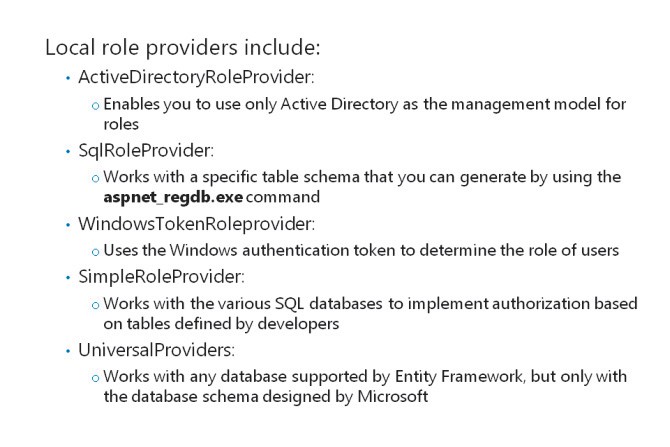 Local role providers include:
• ActiveDirectoryRoleProvider:
o Enables you to use only Active Directory as the management model for
roles
• SqlRoleProvider:
o Works with a specific table schema that you can generate by using the
aspnet_regdb.exe command
• WindowsTokenRoleprovider:
o Uses the Windows authentication token to determine the role of users
• SimpleRoleProvider:
o Works with the various SQL databases to implement authorization based
on tables defined by developers
• UniversalProviders:
o Works with any database supported by Entity Framework, but only with
the database schema designed by Microsoft